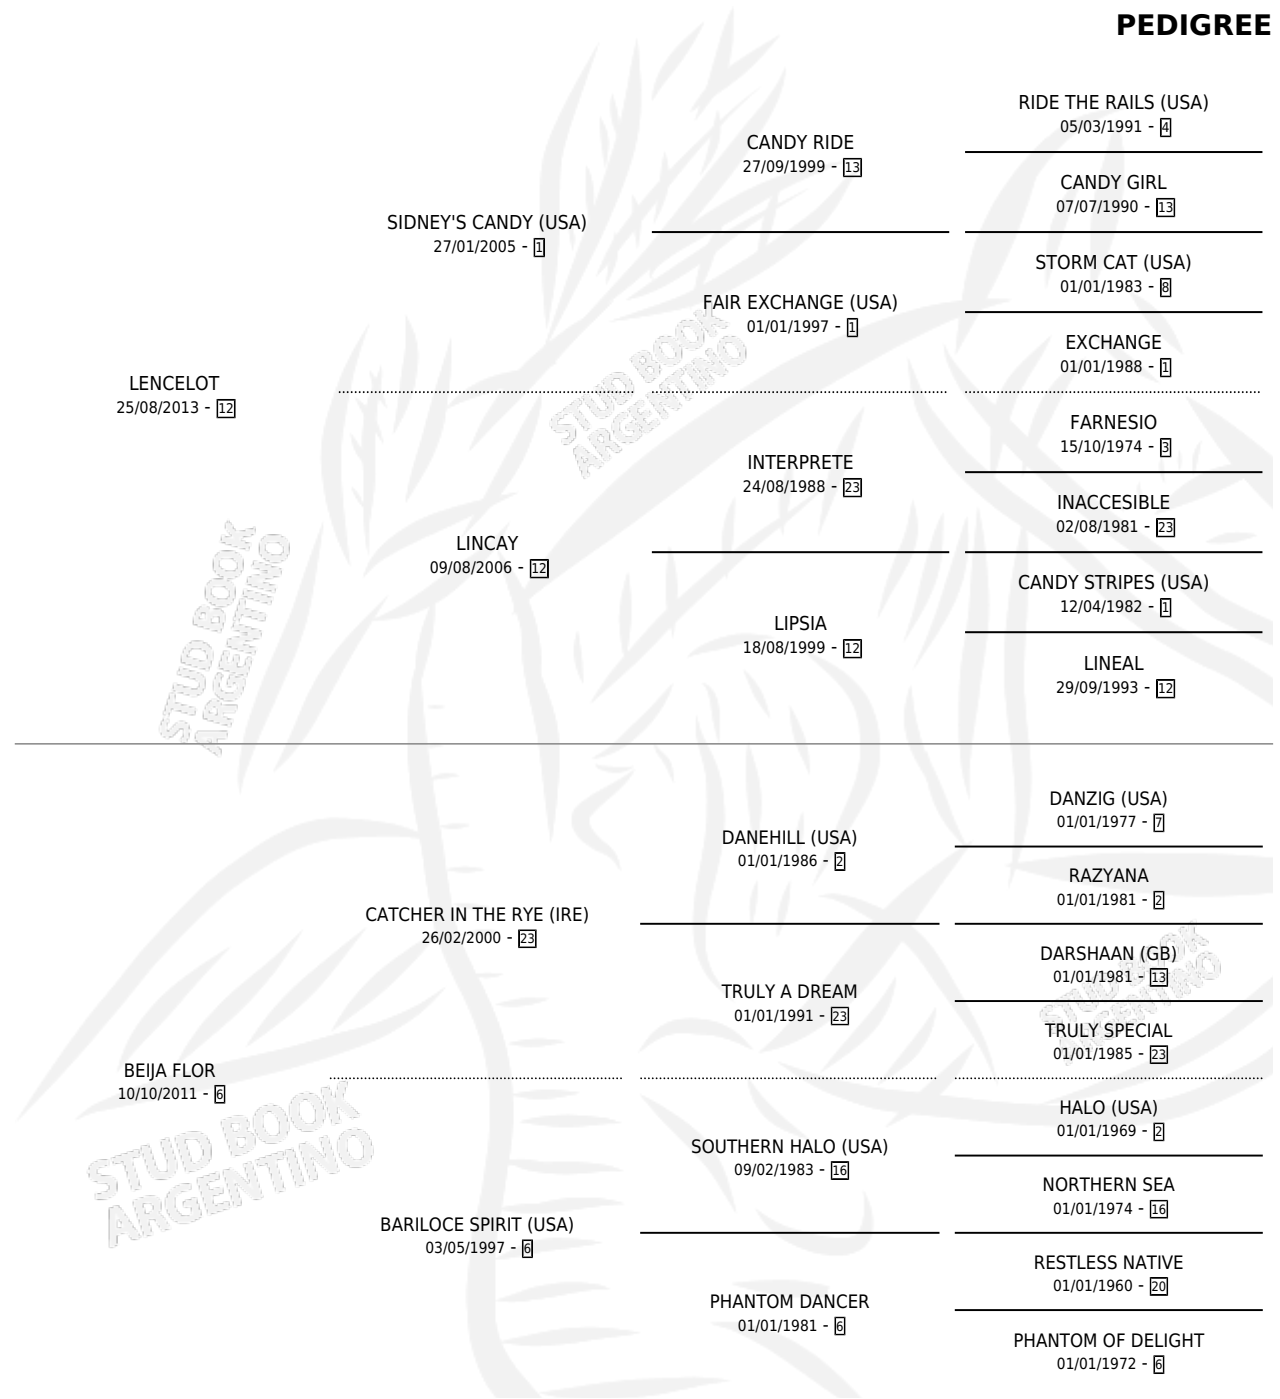 PEDIGREE
RIDE THE RAILS (USA)
05/03/1991 - 4
CANDY RIDE
27/09/1999 - 13
CANDY GIRL
07/07/1990 - 13
SIDNEY'S CANDY (USA)
27/01/2005 - 1
STORM CAT (USA)
01/01/1983 - 8
FAIR EXCHANGE (USA)
01/01/1997 - 1
EXCHANGE
01/01/1988 - 1
LENCELOT
25/08/2013 - 12
FARNESIO
15/10/1974 - 3
INTERPRETE
24/08/1988 - 23
INACCESIBLE
02/08/1981 - 23
LINCAY
09/08/2006 - 12
CANDY STRIPES (USA)
12/04/1982 - 1
LIPSIA
18/08/1999 - 12
LINEAL
29/09/1993 - 12
DANZIG (USA)
01/01/1977 - 7
DANEHILL (USA)
01/01/1986 - 2
RAZYANA
01/01/1981 - 2
CATCHER IN THE RYE (IRE)
26/02/2000 - 23
DARSHAAN (GB)
01/01/1981 - 13
TRULY A DREAM
01/01/1991 - 23
TRULY SPECIAL
01/01/1985 - 23
BEIJA FLOR
10/10/2011 - 6
HALO (USA)
01/01/1969 - 2
SOUTHERN HALO (USA)
09/02/1983 - 16
NORTHERN SEA
01/01/1974 - 16
BARILOCE SPIRIT (USA)
03/05/1997 - 6
RESTLESS NATIVE
01/01/1960 - 20
PHANTOM DANCER
01/01/1981 - 6
PHANTOM OF DELIGHT
01/01/1972 - 6
STUD BOOK
ARGENTINO
STUD BOOK
ARGENTINO
STUD BOOK
ARGENTINO
STUD BOOK
ARGENTINO